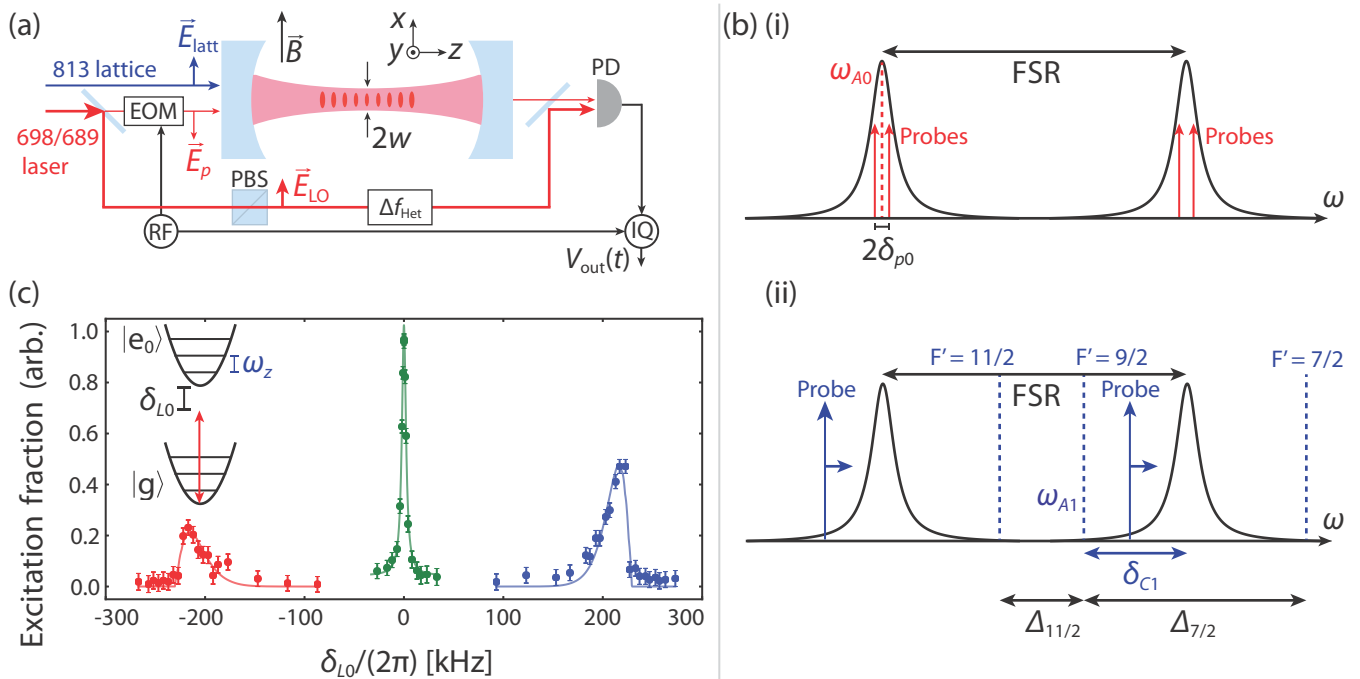 (a)
813 lattice
E⃗latt
B⃗
x
y
z
PD
EOM
698/689
laser
E⃗p
2w
PBS
E⃗LO
ΔfHet
RF
IQ
Vout(t)
(b) (i)
ωA0
FSR
Probes
Probes
ω
2δp0
(ii)
F' = 11/2
F' = 9/2
F' = 7/2
Probe
FSR
Probe
ωA1
ω
δC1
Δ11/2
Δ7/2
(c)
Excitation fraction (arb.)
1.0
0.8
0.6
0.4
0.2
0.0
|e0⟩
ωz
δL0
|g⟩
-300
-200
-100
0
100
200
300
δL0/(2π) [kHz]